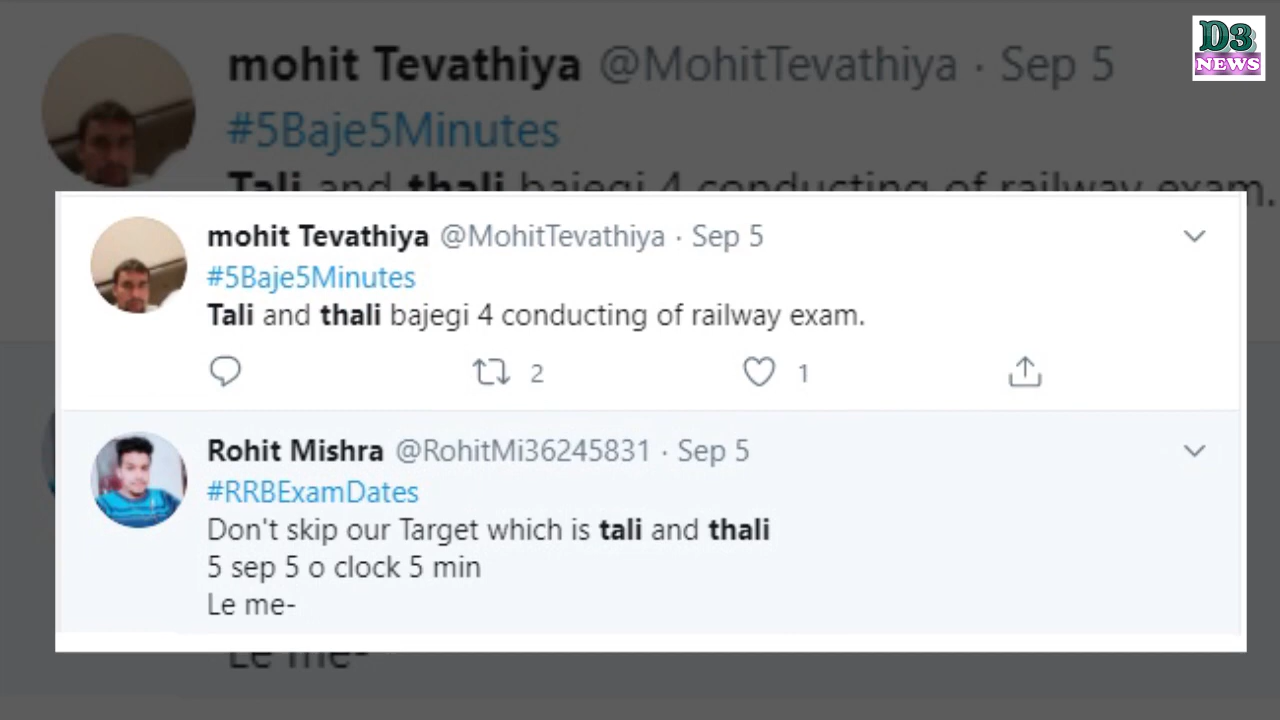 mohit Tevathiya @MohitTevathiya · Sep 5
#5Baje5Minutes
Tali and thali bajegi 4 conducting of railway exam.
D3
NEWS
mohit Tevathiya @MohitTevathiya · Sep 5
#5Baje5Minutes
Tali and thali bajegi 4 conducting of railway exam.
2
1
Rohit Mishra @RohitMi36245831 · Sep 5
#RRBExamDates
Don't skip our Target which is tali and thali
5 sep 5 o clock 5 min
Le me-
Le me-